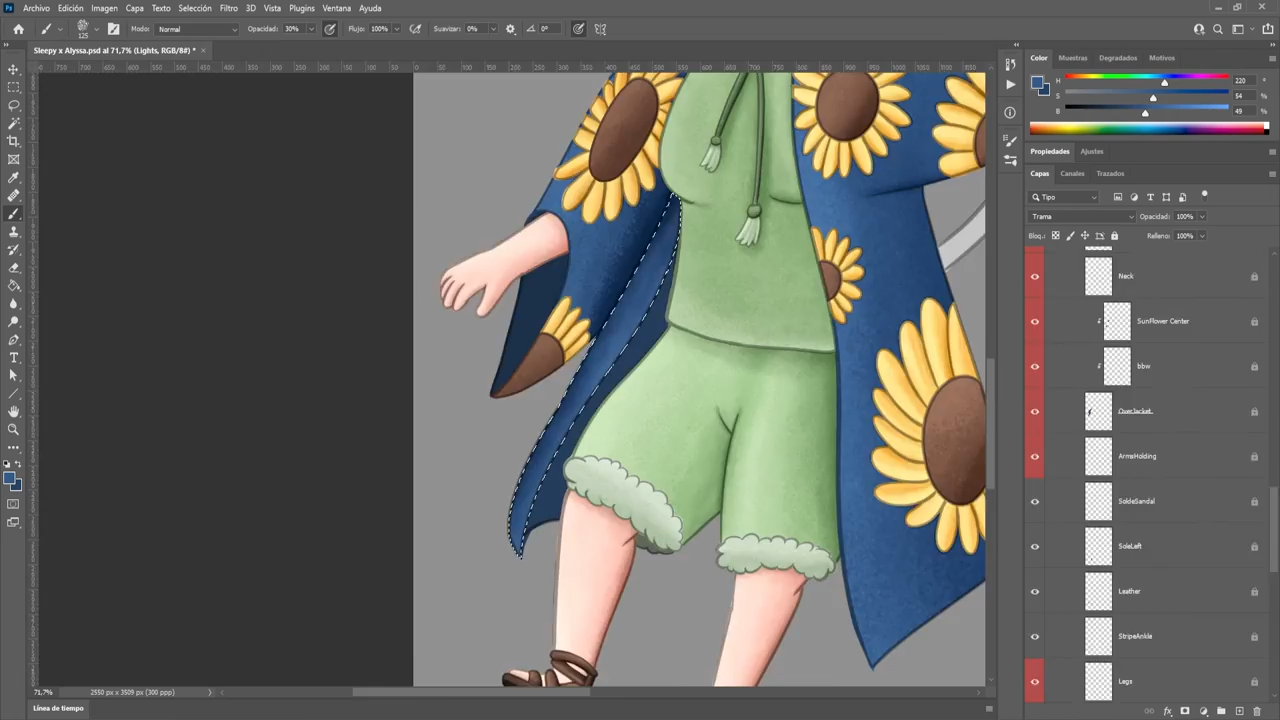 Archivo Edición Imagen Capa Texto Selección Filtro 3D Vista Plugins Ventana Ayuda
125 Modo: Normal Opacidad: 30% Flujo: 100% Suavizar: 0% 0°
Sleepy x Alyssa.psd al 71,7% (Lights, RGB/8#) * ×
Color Muestras Degradados Motivos
H 220 °
S 54 %
B 49 %
Propiedades Ajustes
Capas Canales Trazados
Tipo
Trama Opacidad: 100%
Bloq.: Relleno: 100%
Neck
SunFlower Center
bbw
OverJacket
ArmsHolding
SoldeSandal
SoleLeft
Leather
StripeAnkle
Legs
71,7% 2550 px x 3509 px (300 ppp)
Línea de tiempo